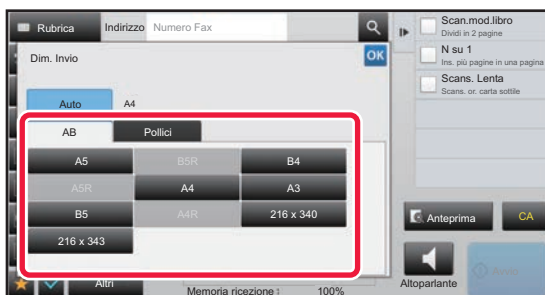 Rubrica
Indirizzo
Numero Fax
Dim. Invio
OK
Auto
A4
AB
Pollici
A5
B5R
B4
A5R
A4
A3
B5
A4R
216 x 340
216 x 343
Altri
Memoria ricezione :
100%
Scan.mod.libro
Dividi in 2 pagine
N su 1
Ins. più pagine in una pagina
Scans. Lenta
Scans. or. carta sottile
Anteprima
CA
Altoparlante
Avvio